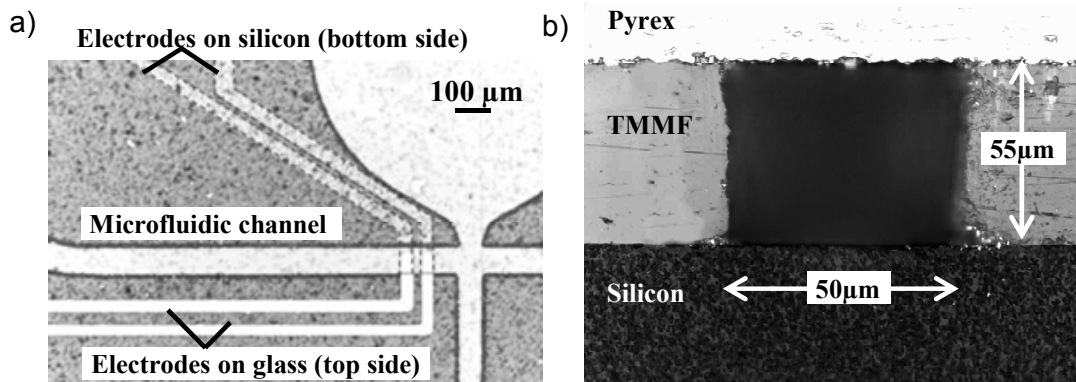 a)
Electrodes on silicon (bottom side)
100 µm
Microfluidic channel
Electrodes on glass (top side)
b)
Pyrex
TMMF
55µm
50µm
Silicon